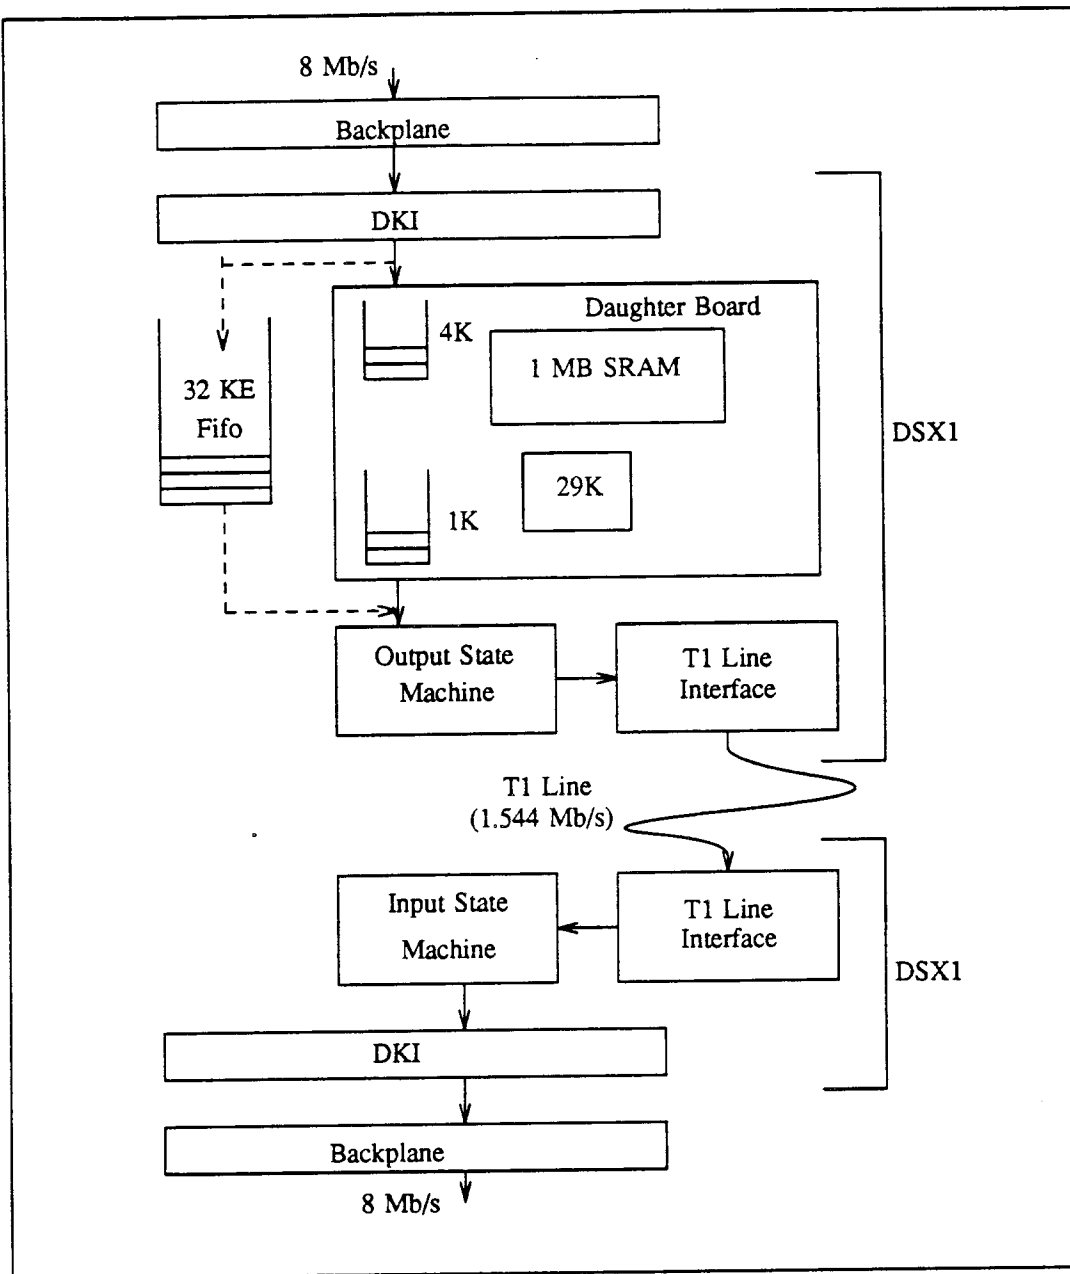 8 Mb/s
Backplane
DKI
Daughter Board
4K
1 MB SRAM
32 KE
Fifo
DSX1
29K
1K
Output State
Machine
T1 Line
Interface
T1 Line
(1.544 Mb/s)
Input State
Machine
T1 Line
Interface
DSX1
DKI
Backplane
8 Mb/s